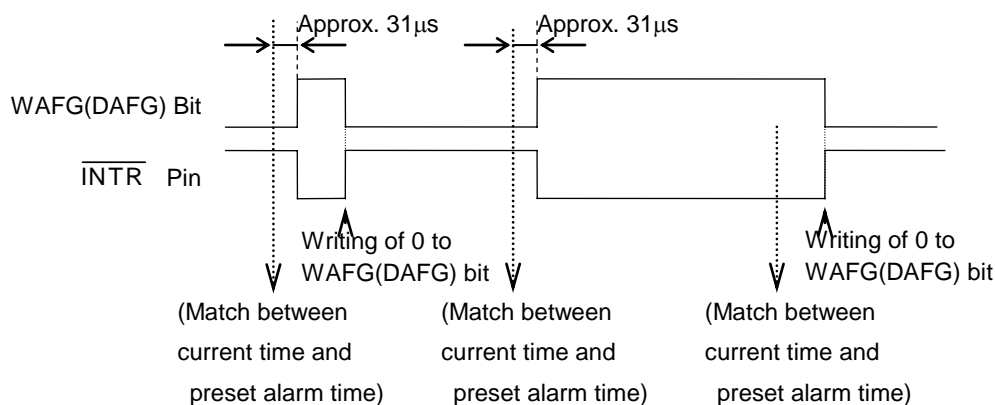 Approx. 31μs
Approx. 31μs
WAFG(DAFG) Bit
INTR Pin
Writing of 0 to
WAFG(DAFG) bit
Writing of 0 to
WAFG(DAFG) bit
(Match between
current time and
preset alarm time)
(Match between
current time and
preset alarm time)
(Match between
current time and
preset alarm time)